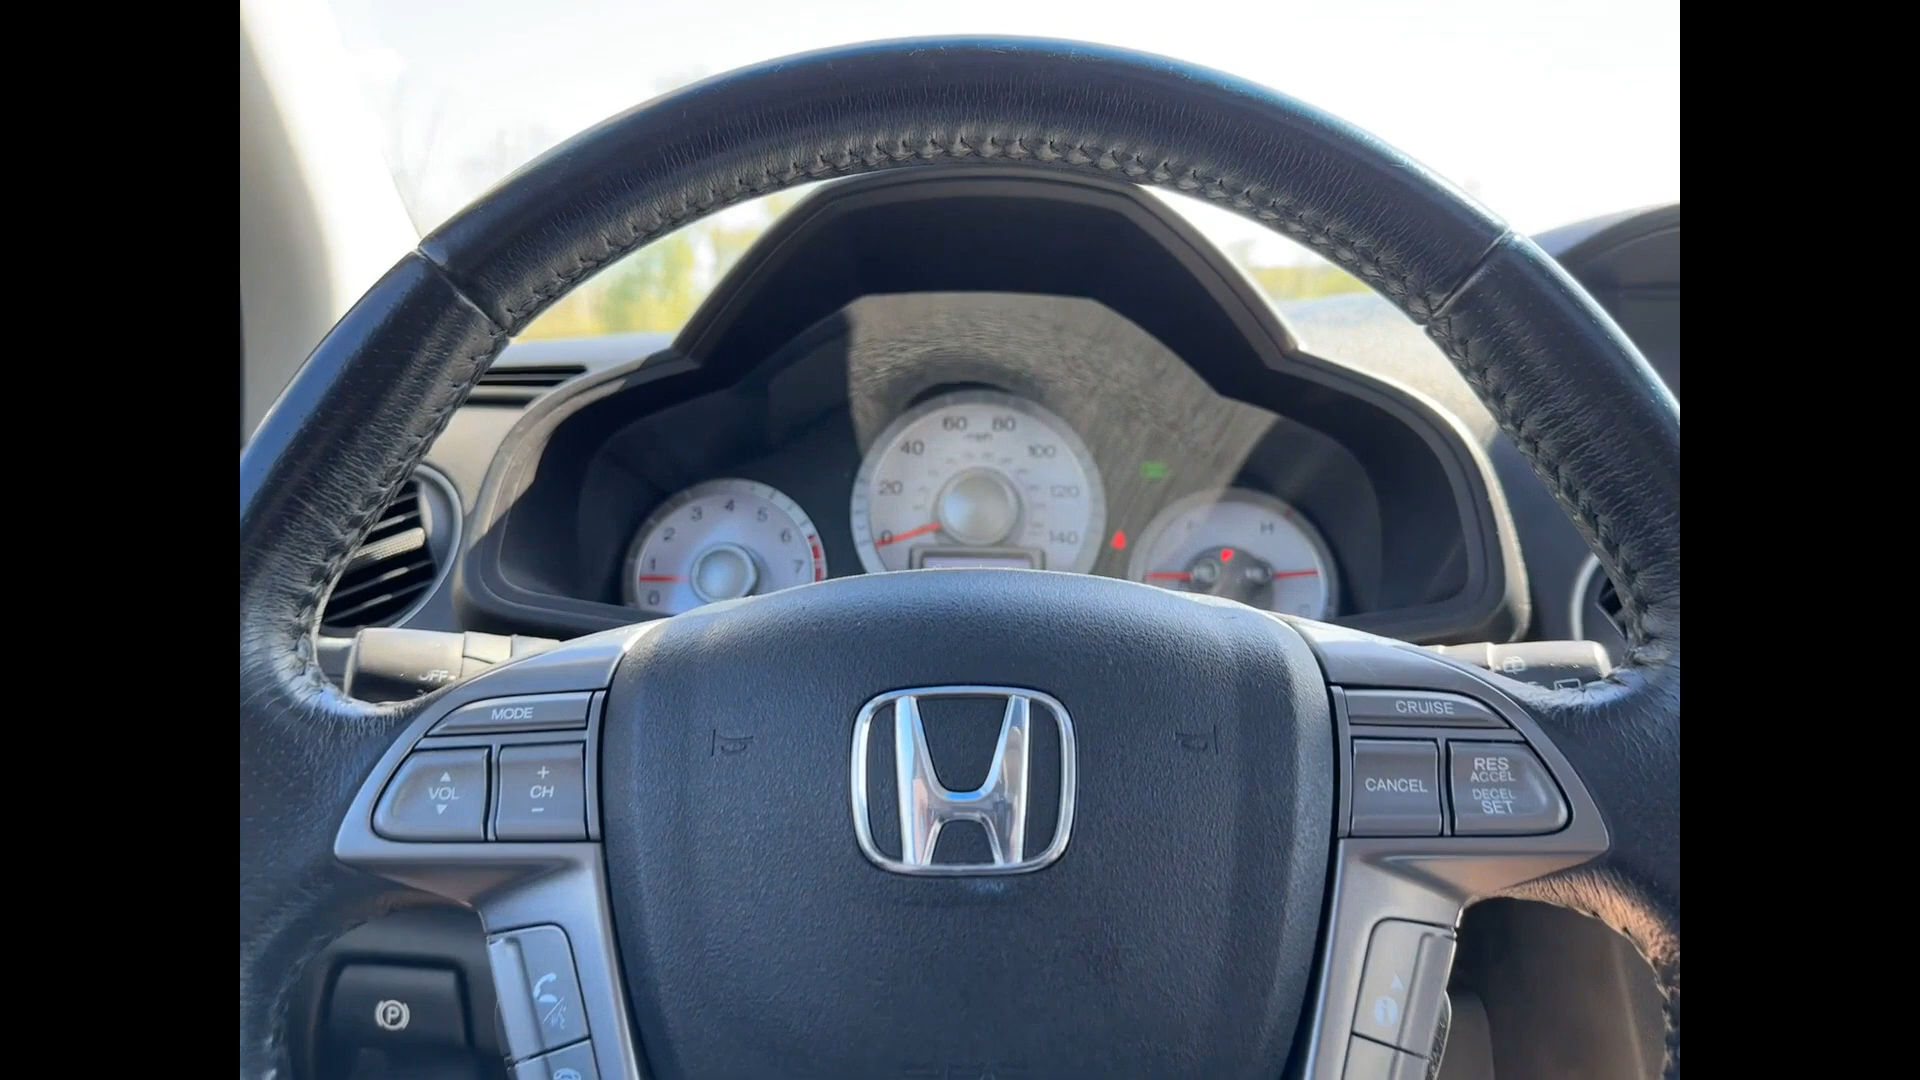 60 80
mph
40 100
20 120
0 140
1 2 3 4 5 6 7
0
H
OFF
MODE
VOL
+
CH
-
CRUISE
CANCEL
RES
ACCEL
DECEL
SET
P